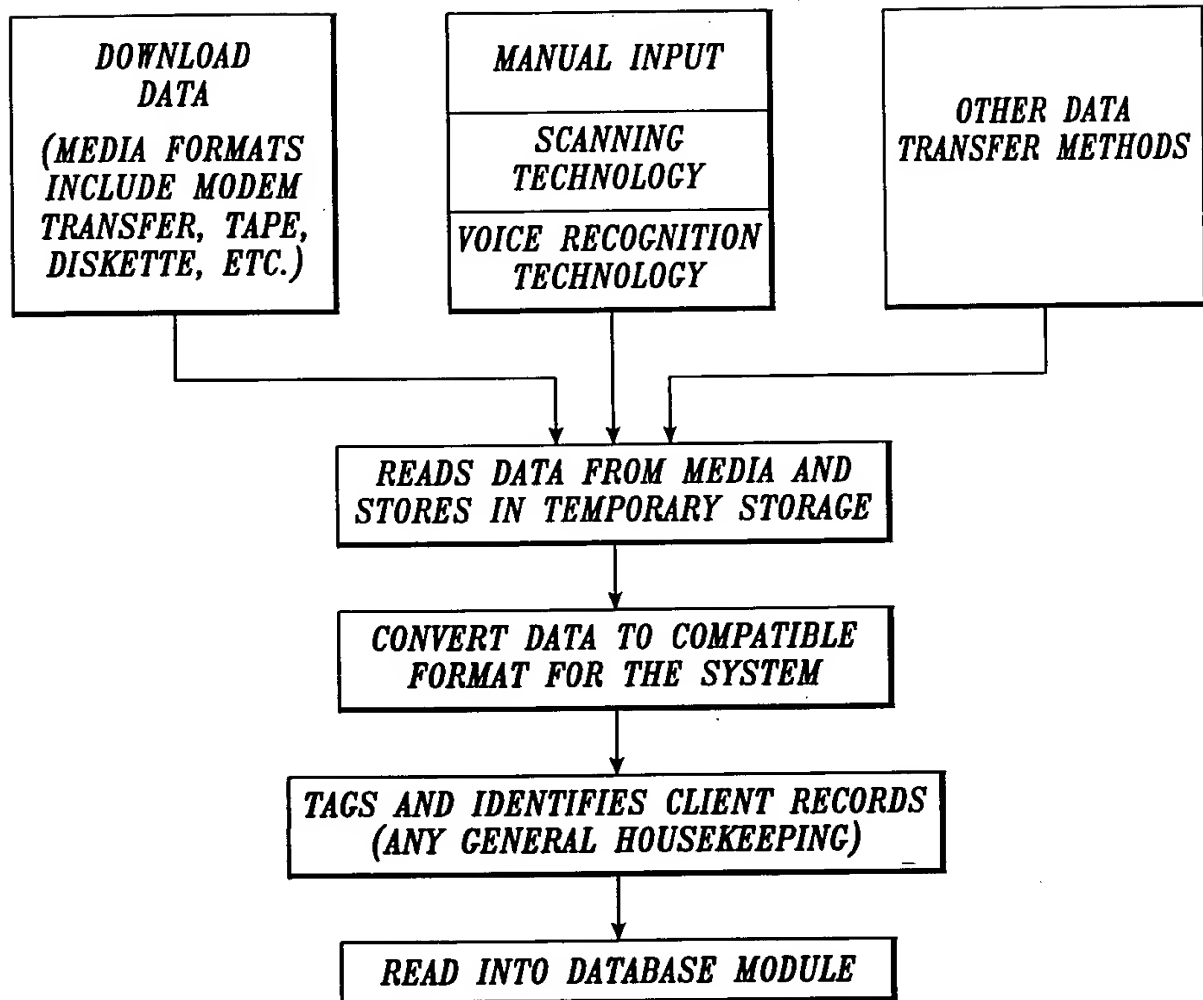 DOWNLOAD
DATA
(MEDIA FORMATS
INCLUDE MODEM
TRANSFER, TAPE,
DISKETTE, ETC.)
MANUAL INPUT
SCANNING
TECHNOLOGY
VOICE RECOGNITION
TECHNOLOGY
OTHER DATA
TRANSFER METHODS
READS DATA FROM MEDIA AND
STORES IN TEMPORARY STORAGE
CONVERT DATA TO COMPATIBLE
FORMAT FOR THE SYSTEM
TAGS AND IDENTIFIES CLIENT RECORDS
(ANY GENERAL HOUSEKEEPING)
READ INTO DATABASE MODULE